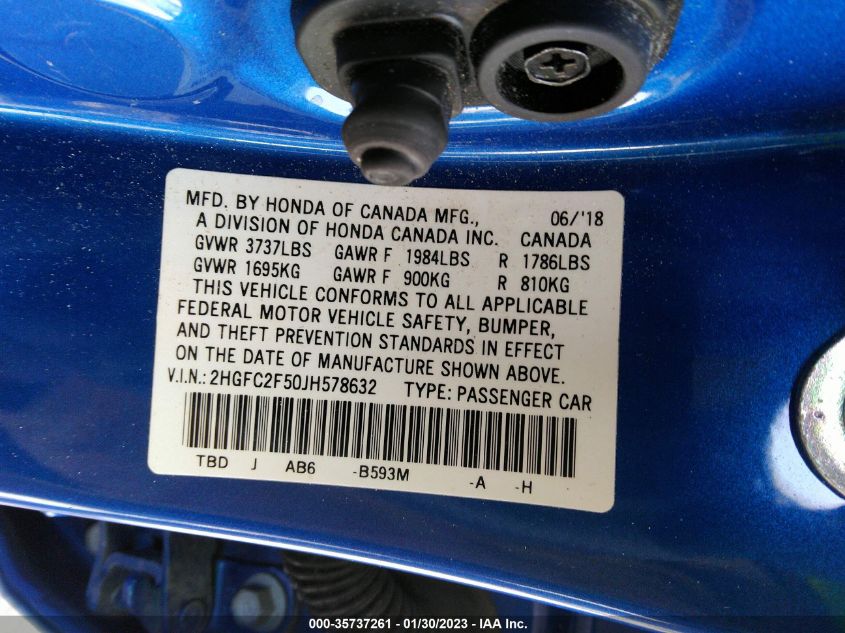 MFD. BY HONDA OF CANADA MFG., 06/'18
A DIVISION OF HONDA CANADA INC. CANADA
GVWR 3737LBS GAWR F 1984LBS R 1786LBS
GVWR 1695KG GAWR F 900KG R 810KG
THIS VEHICLE CONFORMS TO ALL APPLICABLE
FEDERAL MOTOR VEHICLE SAFETY, BUMPER,
AND THEFT PREVENTION STANDARDS IN EFFECT
ON THE DATE OF MANUFACTURE SHOWN ABOVE.
V.I.N.: 2HGFC2F50JH578632 TYPE: PASSENGER CAR
TBD J AB6 -B593M -A -H
000-35737261 - 01/30/2023 - IAA Inc.